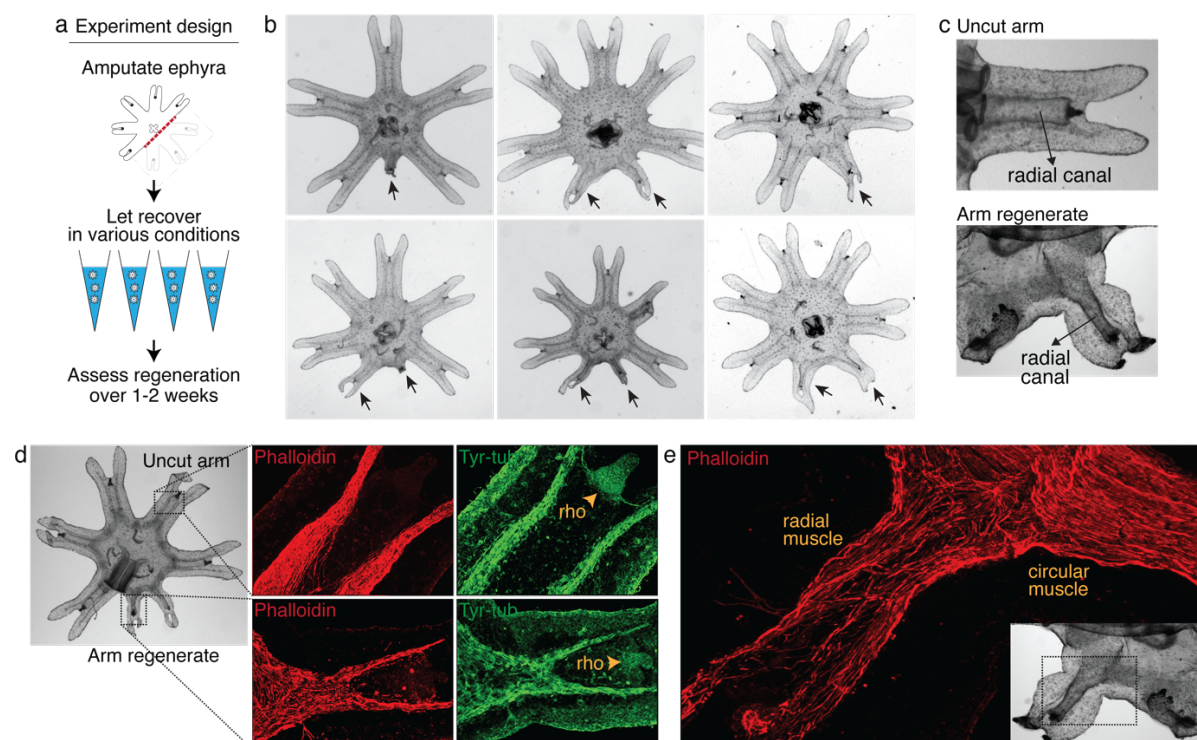 a Experiment design
Amputate ephyra
Let recover
in various conditions
Assess regeneration
over 1-2 weeks
b
c Uncut arm
radial canal
Arm regenerate
radial
canal
d
Uncut arm
Arm regenerate
Phalloidin
Tyr-tub
rho
Phalloidin
Tyr-tub
rho
e
Phalloidin
radial
muscle
circular
muscle